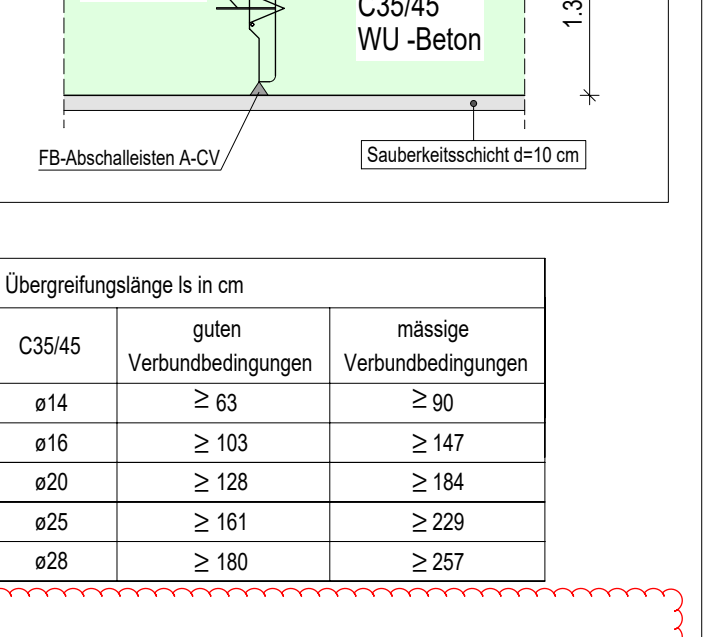 C35/45
WU -Beton
1.3
FB-Abschalleisten A-CV
Sauberkeitsschicht d=10 cm
Übergreifungslänge ls in cm
C35/45 guten Verbundbedingungen mässige Verbundbedingungen
ø14 ≥ 63 ≥ 90
ø16 ≥ 103 ≥ 147
ø20 ≥ 128 ≥ 184
ø25 ≥ 161 ≥ 229
ø28 ≥ 180 ≥ 257